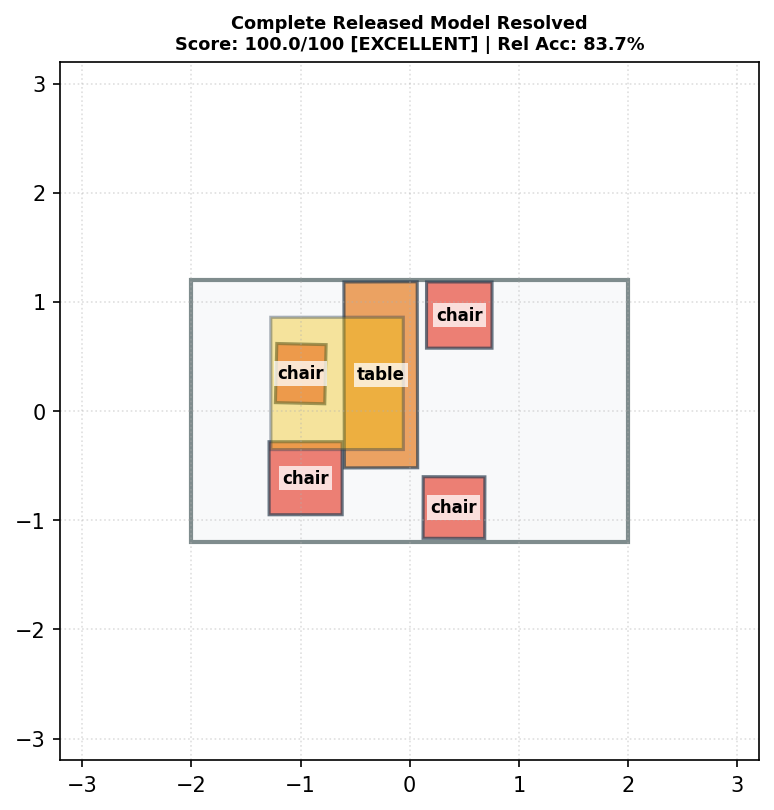 Complete Released Model Resolved
Score: 100.0/100 [EXCELLENT] | Rel Acc: 83.7%
3
2
1
0
−1
−2
−3
chair
chair
table
chair
chair
−3
−2
−1
0
1
2
3